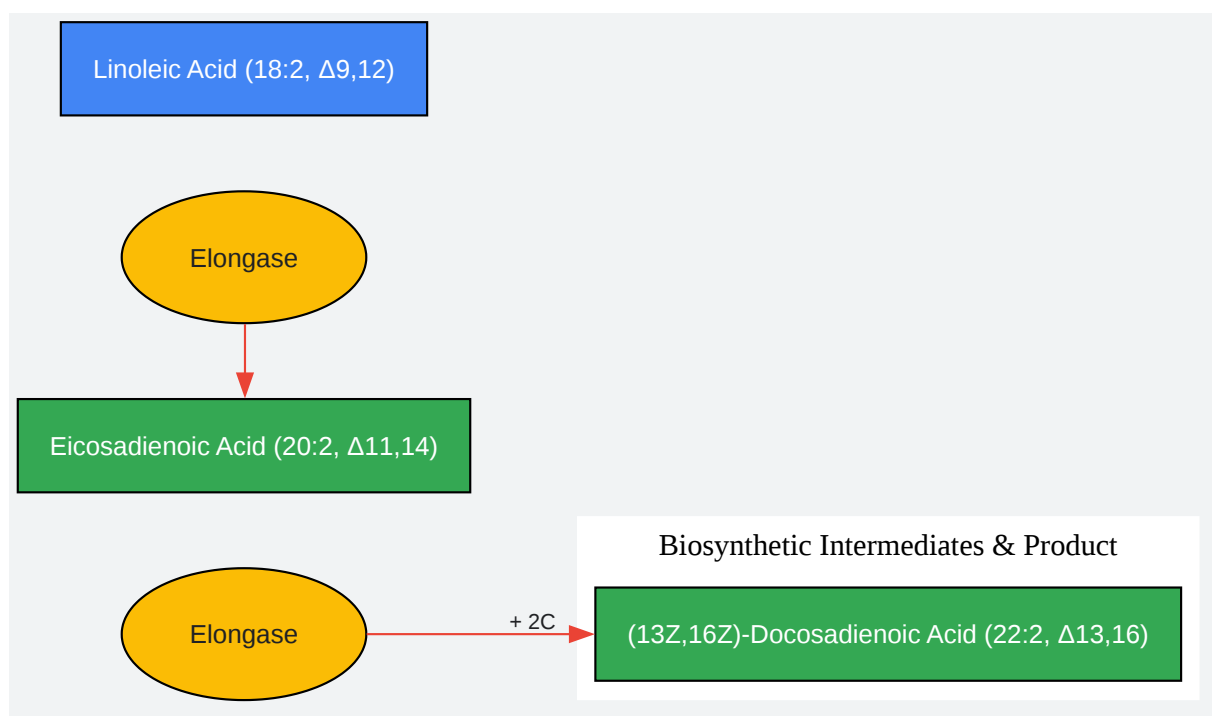 Linoleic Acid (18:2, Δ9,12)
Elongase
Eicosadienoic Acid (20:2, Δ11,14)
Biosynthetic Intermediates & Product
Elongase
+ 2C
(13Z,16Z)-Docosadienoic Acid (22:2, Δ13,16)